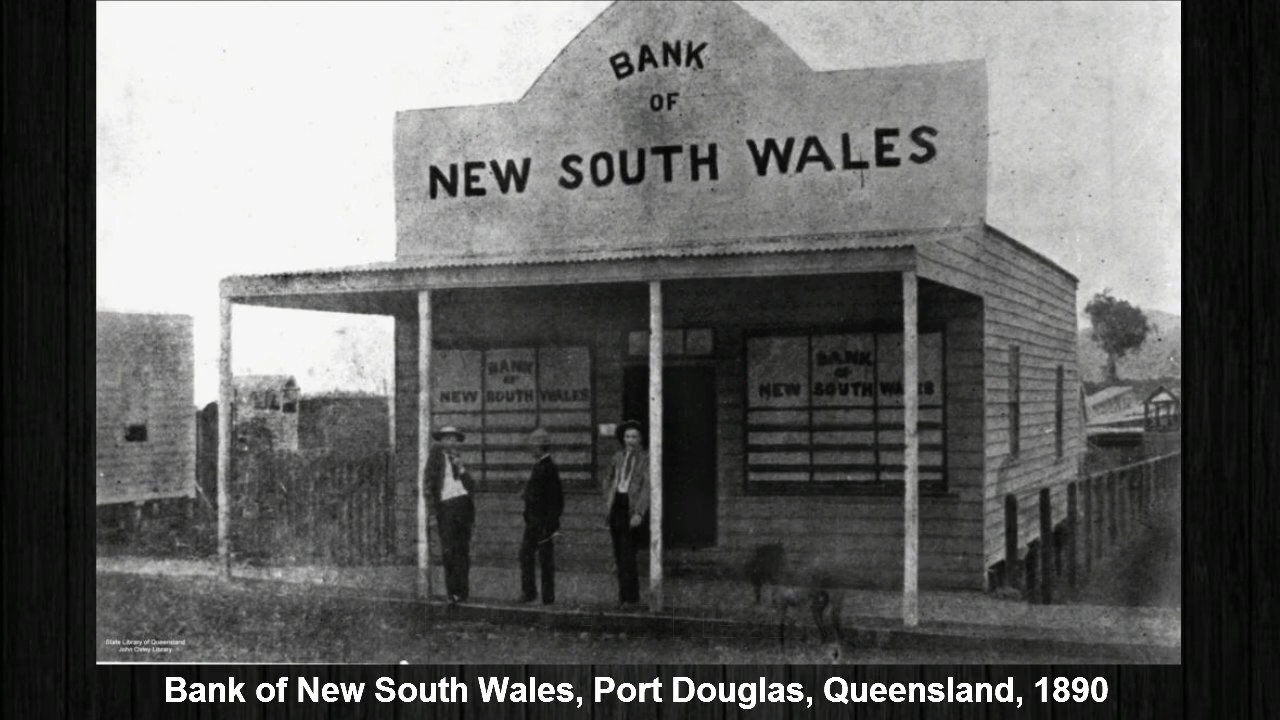 BANK
OF
NEW SOUTH WALES
BANK
OF
NEW SOUTH WALES
BANK
OF
NEW SOUTH WALES
State Library of Queensland
John Oxley Library
Bank of New South Wales, Port Douglas, Queensland, 1890